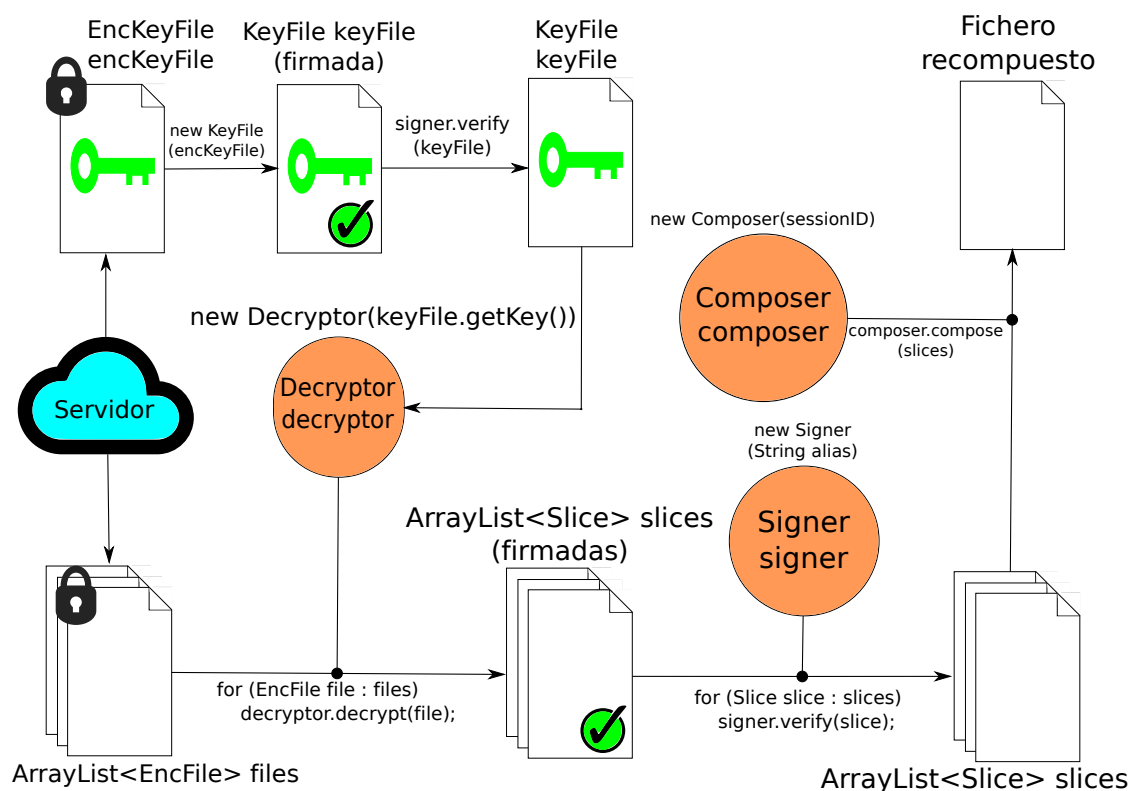 EncKeyFile
encKeyFile
KeyFile keyFile
(firmada)
KeyFile
keyFile
Fichero
recompuesto
new KeyFile
(encKeyFile)
signer.verify
(keyFile)
new Composer(sessionID)
Composer
composer
composer.compose
(slices)
new Decryptor(keyFile.getKey())
Decryptor
decryptor
Servidor
new Signer
(String alias)
Signer
signer
ArrayList<Slice> slices
(firmadas)
for (EncFile file : files)
decryptor.decrypt(file);
for (Slice slice : slices)
signer.verify(slice);
ArrayList<EncFile> files
ArrayList<Slice> slices